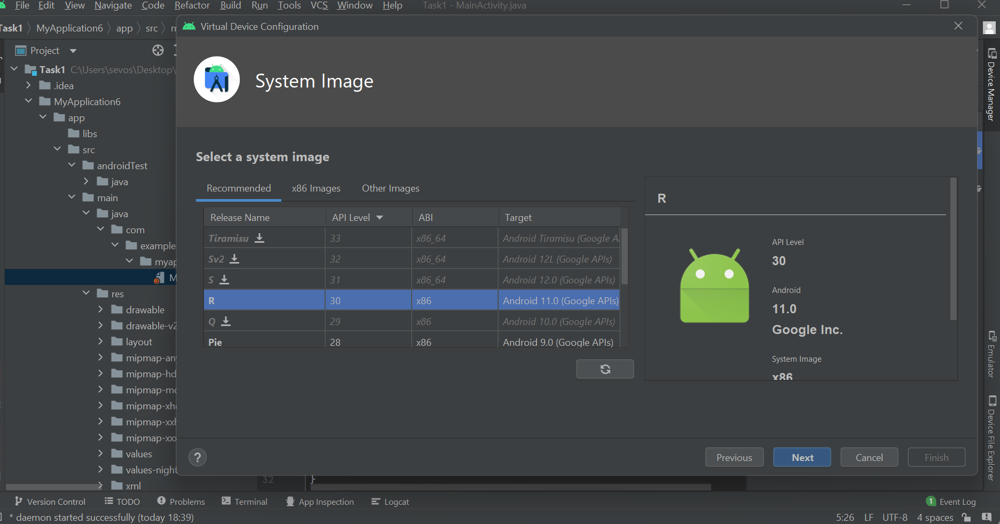 File Edit View Navigate Code Refactor Build Run Tools VCS Window Help Task1 - MainActivity.java
Task1 MyApplication6 app src
Virtual Device Configuration
Project
Task1 C:\Users\sevos\Desktop\
.idea
MyApplication6
app
libs
src
androidTest
java
main
java
com
example
myap
M
res
drawable
drawable-v2
layout
mipmap-any
mipmap-hd
mipmap-md
mipmap-xh
mipmap-xxh
mipmap-xxx
values
values-night
xml
System Image
Select a system image
Recommended x86 Images Other Images
Release Name API Level ABI Target
Tiramisu 33 x86_64 Android Tiramisu (Google A
Sv2 32 x86_64 Android 12L (Google APIs)
S 31 x86_64 Android 12.0 (Google APIs)
R 30 x86 Android 11.0 (Google APIs)
Q 29 x86 Android 10.0 (Google APIs)
Pie 28 x86 Android 9.0 (Google APIs)
R
API Level
30
Android
11.0
Google Inc.
System Image
x86
?
Previous Next Cancel Finish
32 }
Device Manager
Emulator
Device File Explorer
Version Control TODO Problems Terminal App Inspection Logcat 1 Event Log
* daemon started successfully (today 18:39) 5:26 LF UTF-8 4 spaces